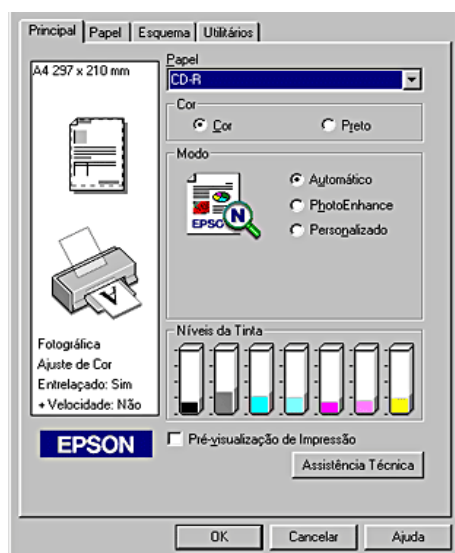 Principal Papel Esquema Utilitários
A4 297 x 210 mm
Papel
CD-R
Cor
Cor Preto
Modo
EPSON N
Automático
PhotoEnhance
Personalizado
Fotográfica
Ajuste de Cor
Entrelaçado: Sim
+ Velocidade: Não
Níveis da Tinta
EPSON
Pré-visualização de Impressão
Assistência Técnica
OK Cancelar Ajuda